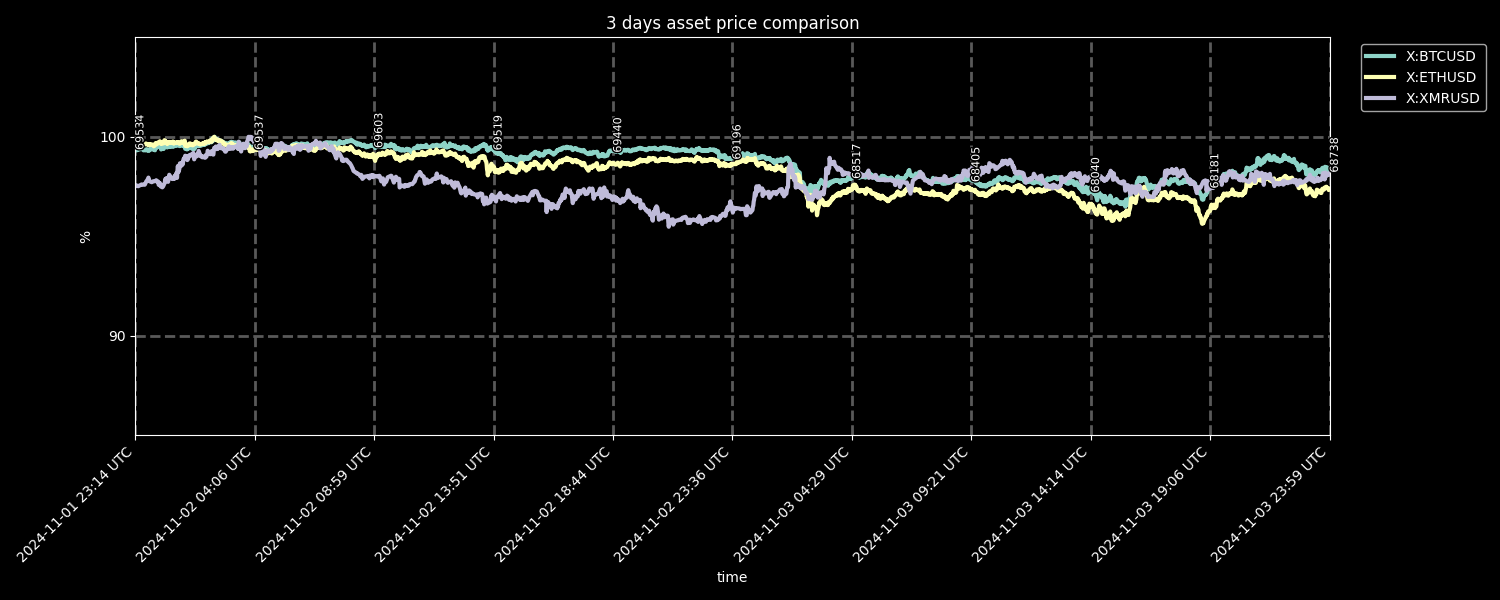 3 days asset price comparison
X:BTCUSD
X:ETHUSD
X:XMRUSD
100
90
%
69534
69537
69603
69519
69440
69196
68517
68405
68040
68181
68738
2024-11-01 23:14 UTC
2024-11-02 04:06 UTC
2024-11-02 08:59 UTC
2024-11-02 13:51 UTC
2024-11-02 18:44 UTC
2024-11-02 23:36 UTC
2024-11-03 04:29 UTC
2024-11-03 09:21 UTC
2024-11-03 14:14 UTC
2024-11-03 19:06 UTC
2024-11-03 23:59 UTC
time